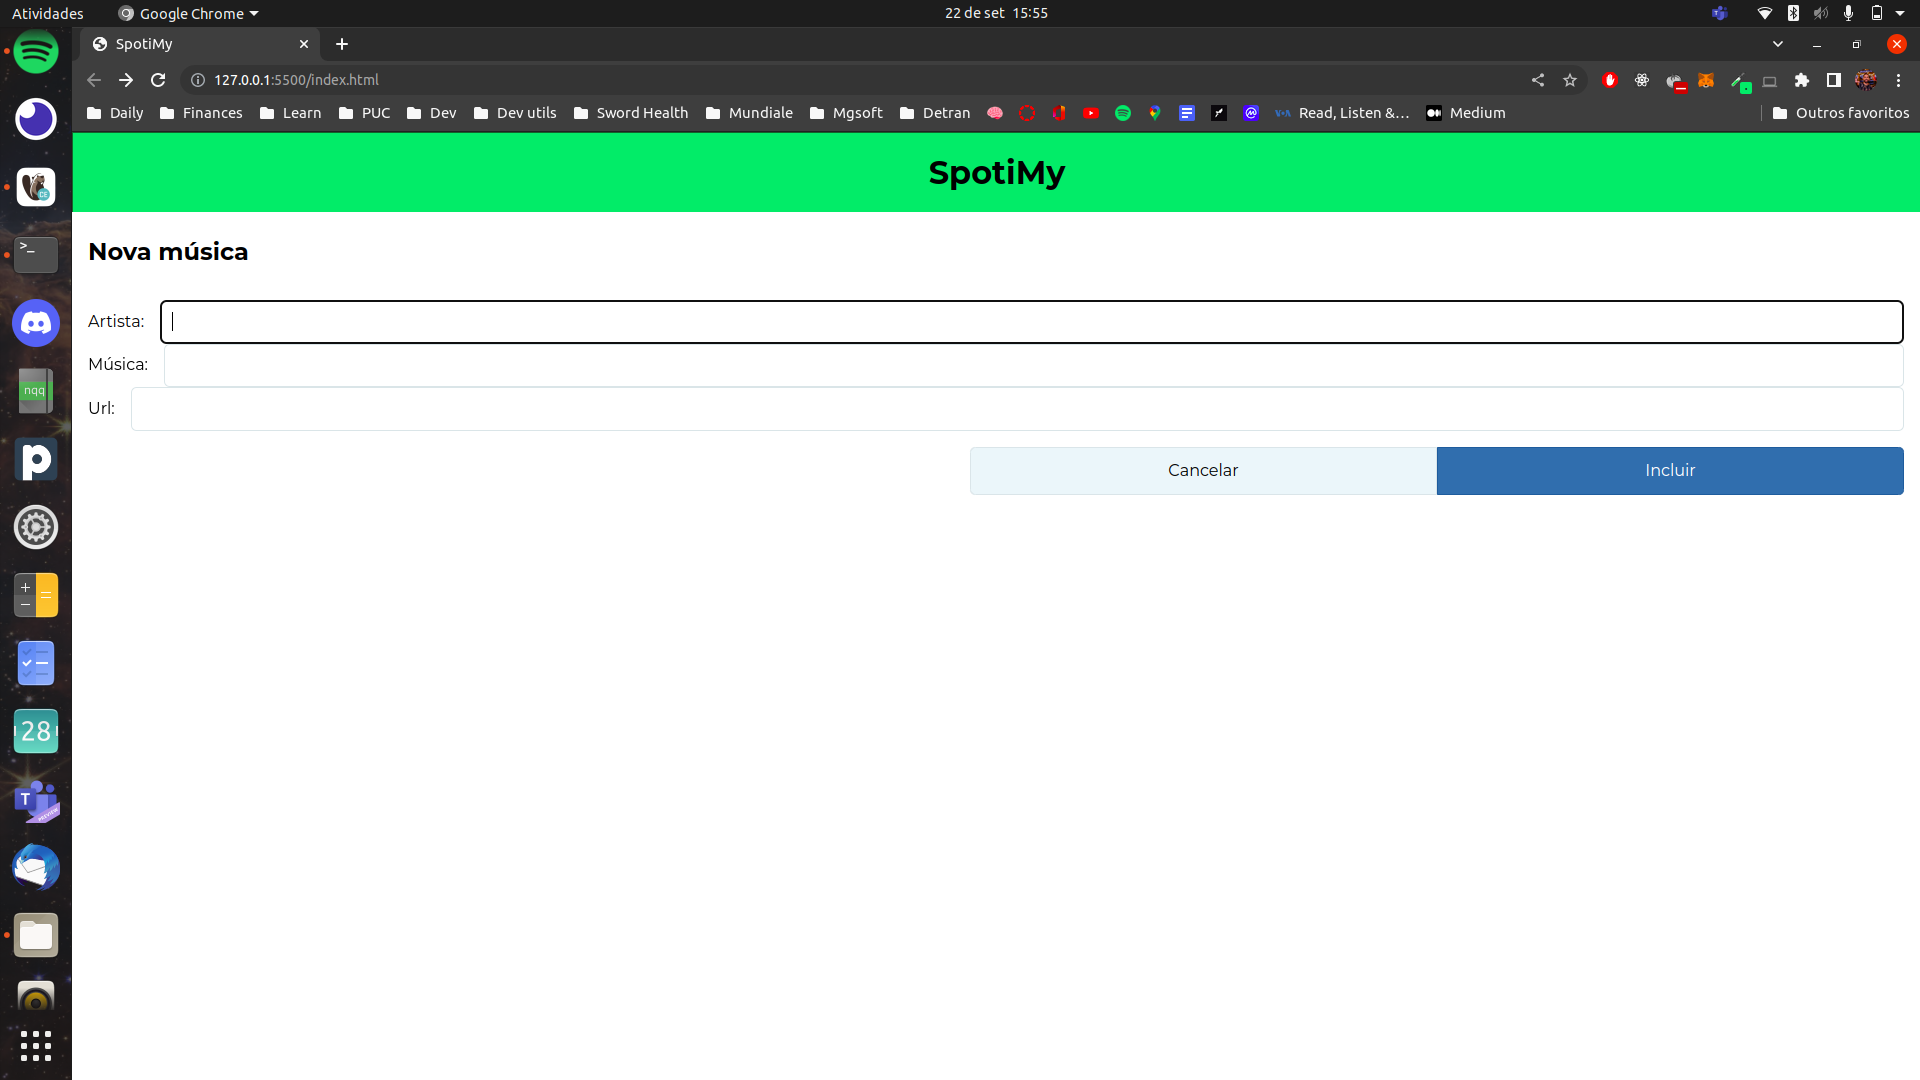 Atividades Google Chrome 22 de set 15:55
SpotiMy
127.0.0.1:5500/index.html
Daily Finances Learn PUC Dev Dev utils Sword Health Mundiale Mgsoft Detran VOA Read, Listen &... Medium Outros favoritos
SpotiMy
Nova música
Artista:
Música:
Url:
Cancelar Incluir
>_
nqq
28
T
PREVIEW